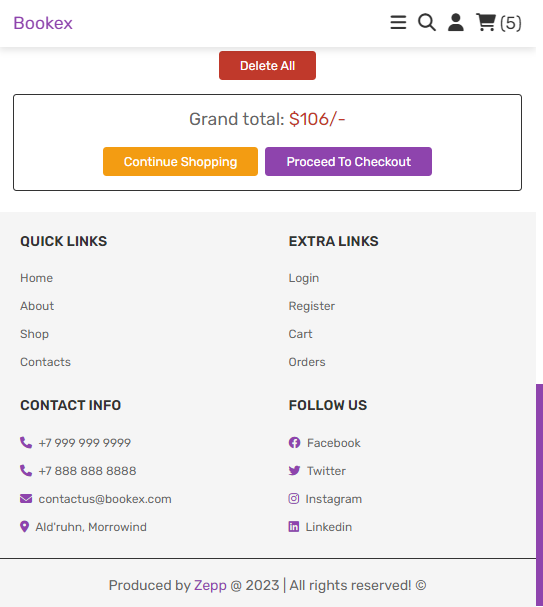 Bookex (5)
Delete All
Grand total: $106/-
Continue Shopping Proceed To Checkout
QUICK LINKS
Home
About
Shop
Contacts
EXTRA LINKS
Login
Register
Cart
Orders
CONTACT INFO
+7 999 999 9999
+7 888 888 8888
contactus@bookex.com
Ald'ruhn, Morrowind
FOLLOW US
Facebook
Twitter
Instagram
Linkedin
Produced by Zepp @ 2023 | All rights reserved! ©